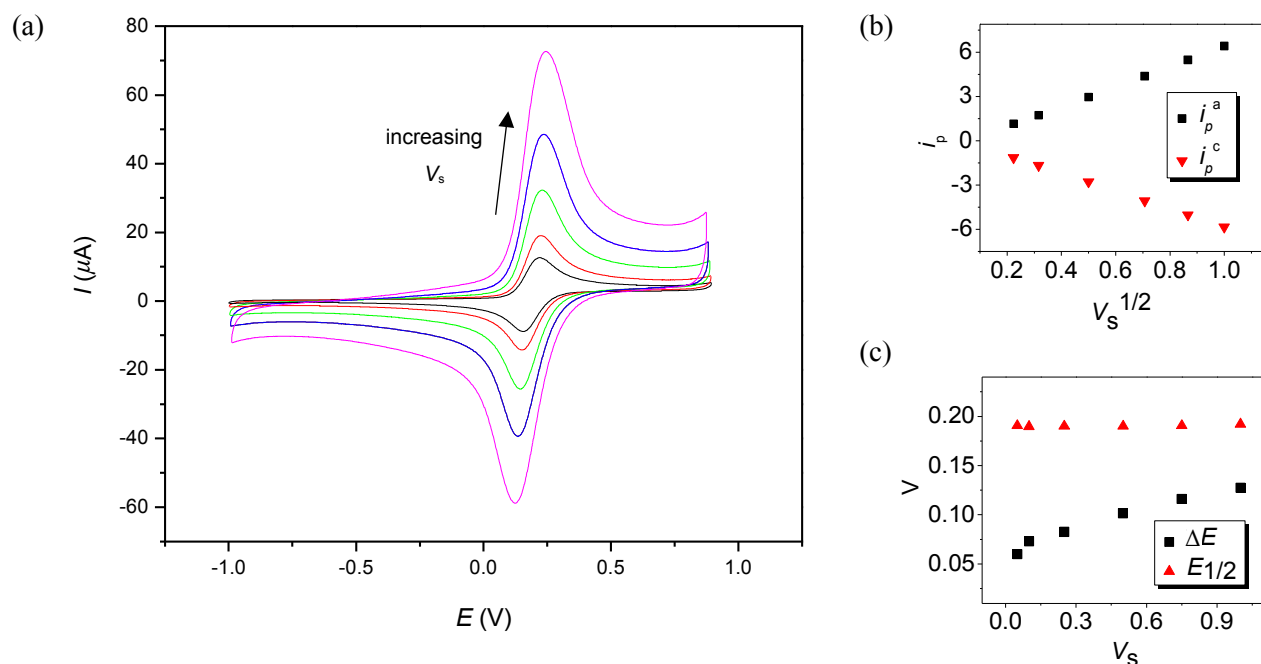 (a)
80
60
40
20
0
-20
-40
-60
I (μA)
increasing
Vs
-1.0 -0.5 0.0 0.5 1.0
E (V)
(b)
6
3
0
-3
-6
ip
ipa
ipc
0.2 0.4 0.6 0.8 1.0
Vs1/2
(c)
0.20
0.15
0.10
0.05
V
ΔE
E1/2
0.0 0.3 0.6 0.9
Vs